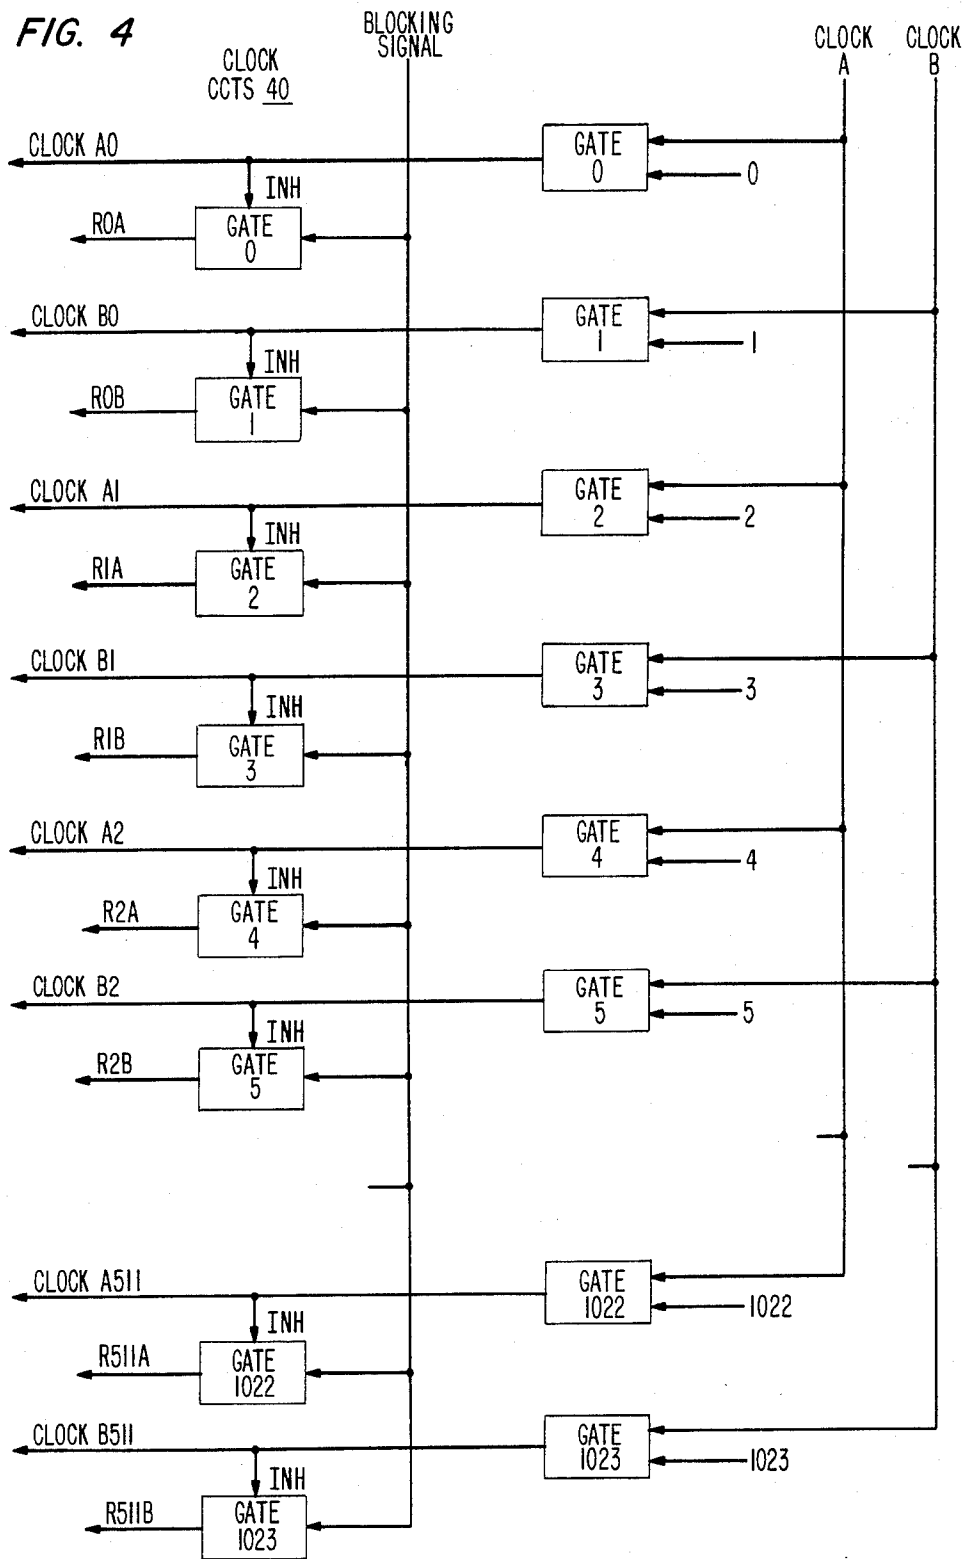 FIG. 4
BLOCKING
SIGNAL
CLOCK
CCTS 40
CLOCK
A
CLOCK
B
CLOCK A0
GATE
0
0
INH
R0A
GATE
0
CLOCK B0
GATE
1
1
INH
R0B
GATE
1
CLOCK A1
GATE
2
2
INH
R1A
GATE
2
CLOCK B1
GATE
3
3
INH
R1B
GATE
3
CLOCK A2
GATE
4
4
INH
R2A
GATE
4
CLOCK B2
GATE
5
5
INH
R2B
GATE
5
CLOCK A511
GATE
1022
1022
INH
R511A
GATE
1022
CLOCK B511
GATE
1023
1023
INH
R511B
GATE
1023